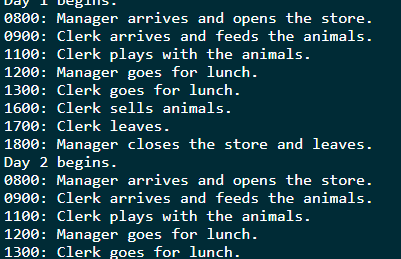 Day 1 begins.
0800: Manager arrives and opens the store.
0900: Clerk arrives and feeds the animals.
1100: Clerk plays with the animals.
1200: Manager goes for lunch.
1300: Clerk goes for lunch.
1600: Clerk sells animals.
1700: Clerk leaves.
1800: Manager closes the store and leaves.
Day 2 begins.
0800: Manager arrives and opens the store.
0900: Clerk arrives and feeds the animals.
1100: Clerk plays with the animals.
1200: Manager goes for lunch.
1300: Clerk goes for lunch.